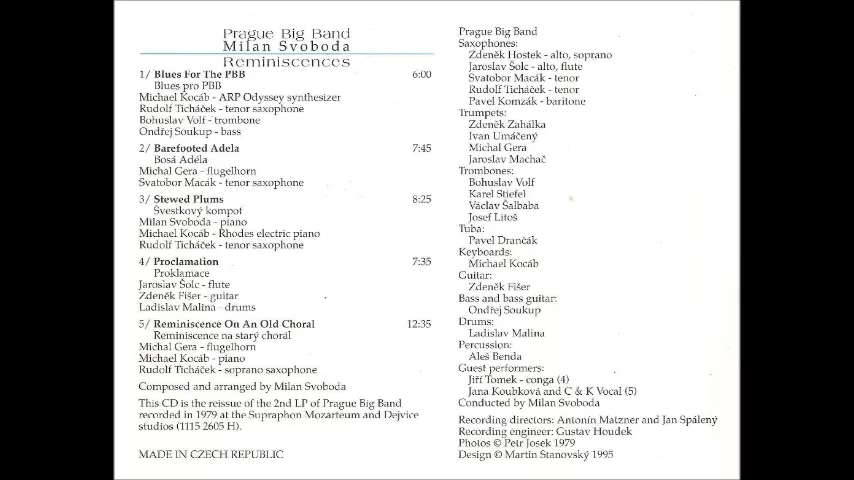 Prague Big Band
Milan Svoboda
Reminiscences
1/ Blues For The PBB 6:00
Blues pro PBB
Michael Kocáb - ARP Odyssey synthesizer
Rudolf Ticháček - tenor saxophone
Bohuslav Volf - trombone
Ondřej Soukup - bass
2/ Barefooted Adela 7:45
Bosá Adéla
Michal Gera - flugelhorn
Svatobor Macák - tenor saxophone
3/ Stewed Plums 8:25
Švestkový kompot
Milan Svoboda - piano
Michael Kocáb - Rhodes electric piano
Rudolf Ticháček - tenor saxophone
4/ Proclamation 7:35
Proklamace
Jaroslav Šolc - flute
Zdeněk Fišer - guitar
Ladislav Malina - drums
5/ Reminiscence On An Old Choral 12:35
Reminiscence na starý chorál
Michal Gera - flugelhorn
Michael Kocáb - piano
Rudolf Ticháček - soprano saxophone
Composed and arranged by Milan Svoboda
This CD is the reissue of the 2nd LP of Prague Big Band
recorded in 1979 at the Supraphon Mozarteum and Dejvice
studios (1115 2605 H).
MADE IN CZECH REPUBLIC
Prague Big Band
Saxophones:
Zdeněk Hostek - alto, soprano
Jaroslav Šolc - alto, flute
Svatobor Macák - tenor
Rudolf Ticháček - tenor
Pavel Komzák - baritone
Trumpets:
Zdeněk Zahálka
Ivan Umáčený
Michal Gera
Jaroslav Machač
Trombones:
Bohuslav Volf
Karel Stiefel
Václav Šalbaba
Josef Litoš
Tuba:
Pavel Drančák
Keyboards:
Michael Kocáb
Guitar:
Zdeněk Fišer
Bass and bass guitar:
Ondřej Soukup
Drums:
Ladislav Malina
Percussion:
Aleš Benda
Guest performers:
Jiří Tomek - conga (4)
Jana Koubková and C & K Vocal (5)
Conducted by Milan Svoboda
Recording directors: Antonín Matzner and Jan Spálený
Recording engineer: Gustav Houdek
Photos © Petr Josek 1979
Design © Martin Stanovský 1995